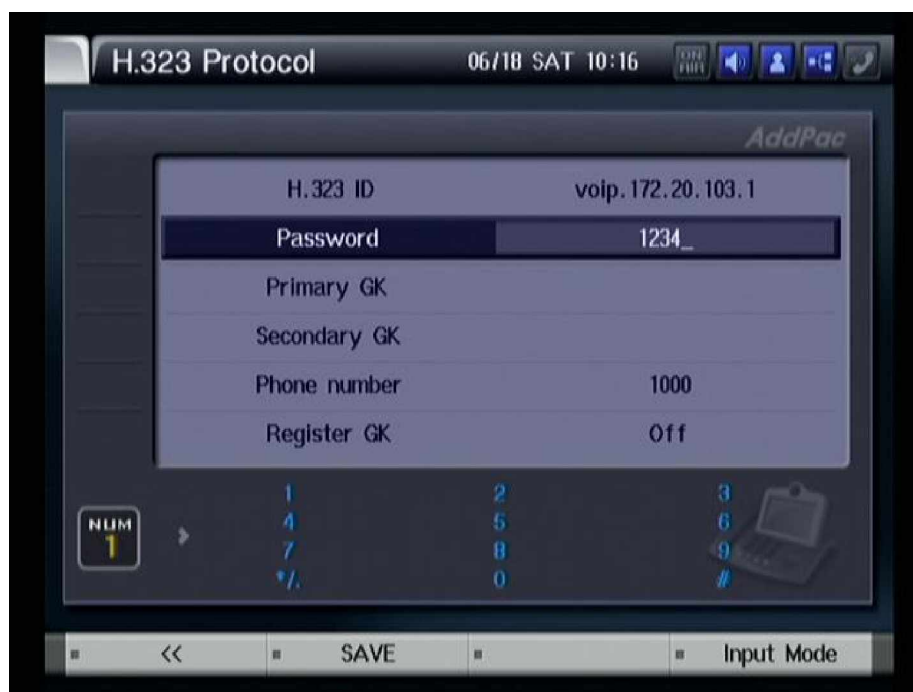 H.323 Protocol 06/18 SAT 10:16 ON AIR
AddPac
H.323 ID voip.172.20.103.1
Password 1234_
Primary GK
Secondary GK
Phone number 1000
Register GK Off
1 2 3
NUM 4 5 6
1 7 8 9
*/. 0 #
<< SAVE Input Mode